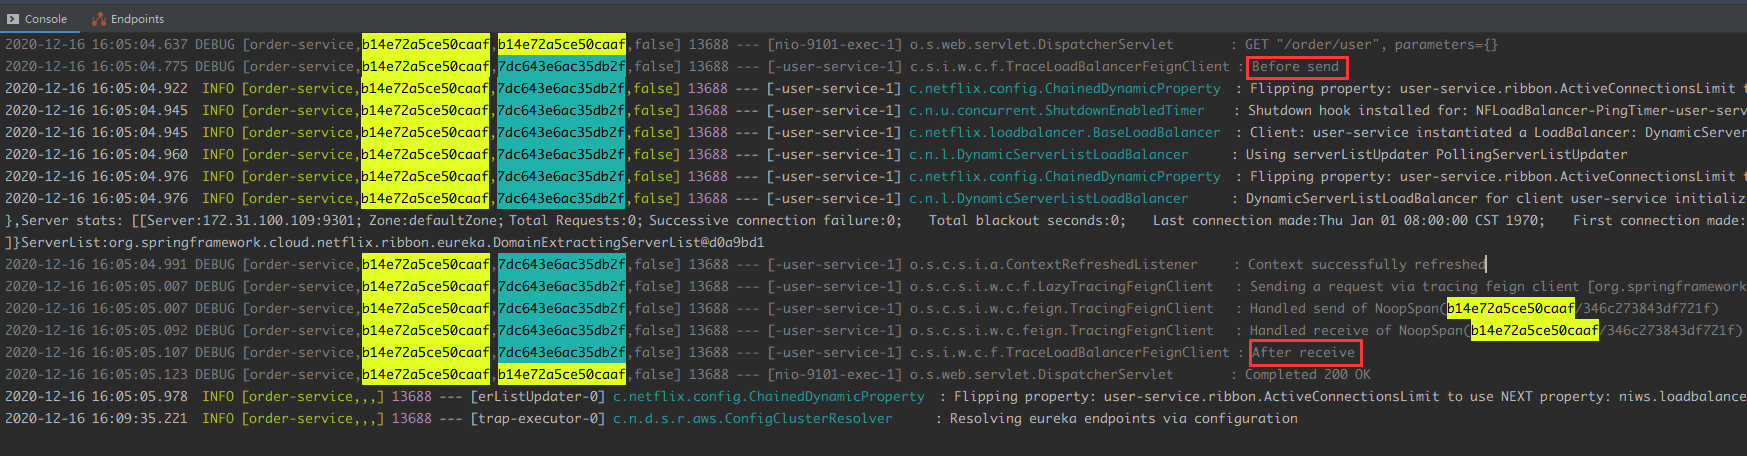 Console Endpoints
2020-12-16 16:05:04.637 DEBUG [order-service,b14e72a5ce50caaf,b14e72a5ce50caaf,false] 13688 --- [nio-9101-exec-1] o.s.web.servlet.DispatcherServlet : GET "/order/user", parameters={}
2020-12-16 16:05:04.775 DEBUG [order-service,b14e72a5ce50caaf,7dc643e6ac35db2f,false] 13688 --- [-user-service-1] c.s.i.w.c.f.TraceLoadBalancerFeignClient : Before send
2020-12-16 16:05:04.922 INFO [order-service,b14e72a5ce50caaf,7dc643e6ac35db2f,false] 13688 --- [-user-service-1] c.netflix.config.ChainedDynamicProperty : Flipping property: user-service.ribbon.ActiveConnectionsLimit t
2020-12-16 16:05:04.945 INFO [order-service,b14e72a5ce50caaf,7dc643e6ac35db2f,false] 13688 --- [-user-service-1] c.n.u.concurrent.ShutdownEnabledTimer : Shutdown hook installed for: NFLoadBalancer-PingTimer-user-serv
2020-12-16 16:05:04.945 INFO [order-service,b14e72a5ce50caaf,7dc643e6ac35db2f,false] 13688 --- [-user-service-1] c.netflix.loadbalancer.BaseLoadBalancer : Client: user-service instantiated a LoadBalancer: DynamicServer
2020-12-16 16:05:04.960 INFO [order-service,b14e72a5ce50caaf,7dc643e6ac35db2f,false] 13688 --- [-user-service-1] c.n.l.DynamicServerListLoadBalancer : Using serverListUpdater PollingServerListUpdater
2020-12-16 16:05:04.976 INFO [order-service,b14e72a5ce50caaf,7dc643e6ac35db2f,false] 13688 --- [-user-service-1] c.netflix.config.ChainedDynamicProperty : Flipping property: user-service.ribbon.ActiveConnectionsLimit t
2020-12-16 16:05:04.976 INFO [order-service,b14e72a5ce50caaf,7dc643e6ac35db2f,false] 13688 --- [-user-service-1] c.n.l.DynamicServerListLoadBalancer : DynamicServerListLoadBalancer for client user-service initializ
},Server stats: [[Server:172.31.100.109:9301; Zone:defaultZone; Total Requests:0; Successive connection failure:0; Total blackout seconds:0; Last connection made:Thu Jan 01 08:00:00 CST 1970; First connection made:
]}ServerList:org.springframework.cloud.netflix.ribbon.eureka.DomainExtractingServerList@d0a9bd1
2020-12-16 16:05:04.991 DEBUG [order-service,b14e72a5ce50caaf,7dc643e6ac35db2f,false] 13688 --- [-user-service-1] o.s.c.s.i.a.ContextRefreshedListener : Context successfully refreshed
2020-12-16 16:05:05.007 DEBUG [order-service,b14e72a5ce50caaf,7dc643e6ac35db2f,false] 13688 --- [-user-service-1] o.s.c.s.i.w.c.f.LazyTracingFeignClient : Sending a request via tracing feign client [org.springframework
2020-12-16 16:05:05.007 DEBUG [order-service,b14e72a5ce50caaf,7dc643e6ac35db2f,false] 13688 --- [-user-service-1] o.s.c.s.i.w.c.feign.TracingFeignClient : Handled send of NoopSpan(b14e72a5ce50caaf/346c273843df721f)
2020-12-16 16:05:05.092 DEBUG [order-service,b14e72a5ce50caaf,7dc643e6ac35db2f,false] 13688 --- [-user-service-1] o.s.c.s.i.w.c.feign.TracingFeignClient : Handled receive of NoopSpan(b14e72a5ce50caaf/346c273843df721f)
2020-12-16 16:05:05.107 DEBUG [order-service,b14e72a5ce50caaf,7dc643e6ac35db2f,false] 13688 --- [-user-service-1] c.s.i.w.c.f.TraceLoadBalancerFeignClient : After receive
2020-12-16 16:05:05.123 DEBUG [order-service,b14e72a5ce50caaf,b14e72a5ce50caaf,false] 13688 --- [nio-9101-exec-1] o.s.web.servlet.DispatcherServlet : Completed 200 OK
2020-12-16 16:05:05.978 INFO [order-service,,,] 13688 --- [erListUpdater-0] c.netflix.config.ChainedDynamicProperty : Flipping property: user-service.ribbon.ActiveConnectionsLimit to use NEXT property: niws.loadbalance
2020-12-16 16:09:35.221 INFO [order-service,,,] 13688 --- [trap-executor-0] c.n.d.s.r.aws.ConfigClusterResolver : Resolving eureka endpoints via configuration